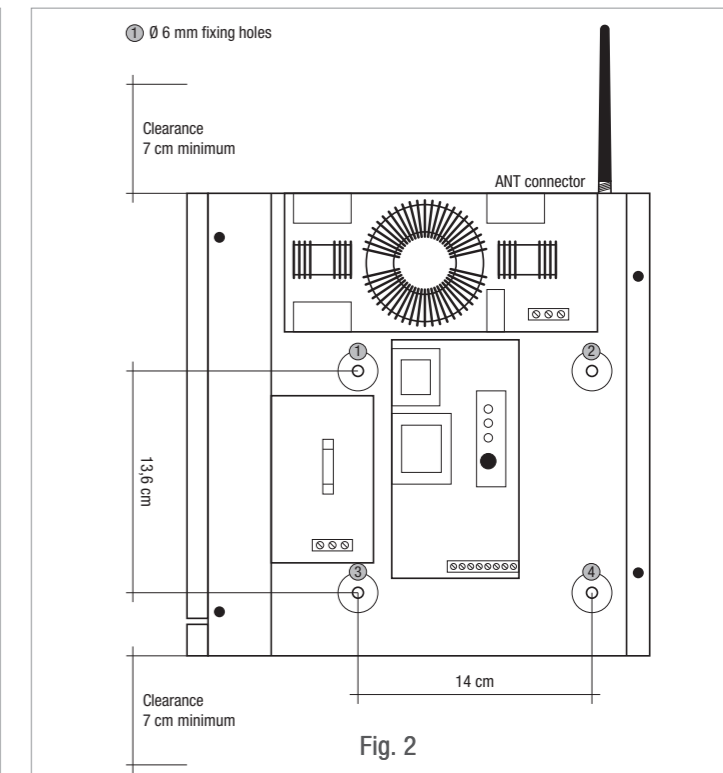 1 Ø 6 mm fixing holes
Clearance
7 cm minimum
ANT connector
1
2
13,6 cm
3
4
14 cm
Clearance
7 cm minimum
Fig. 2